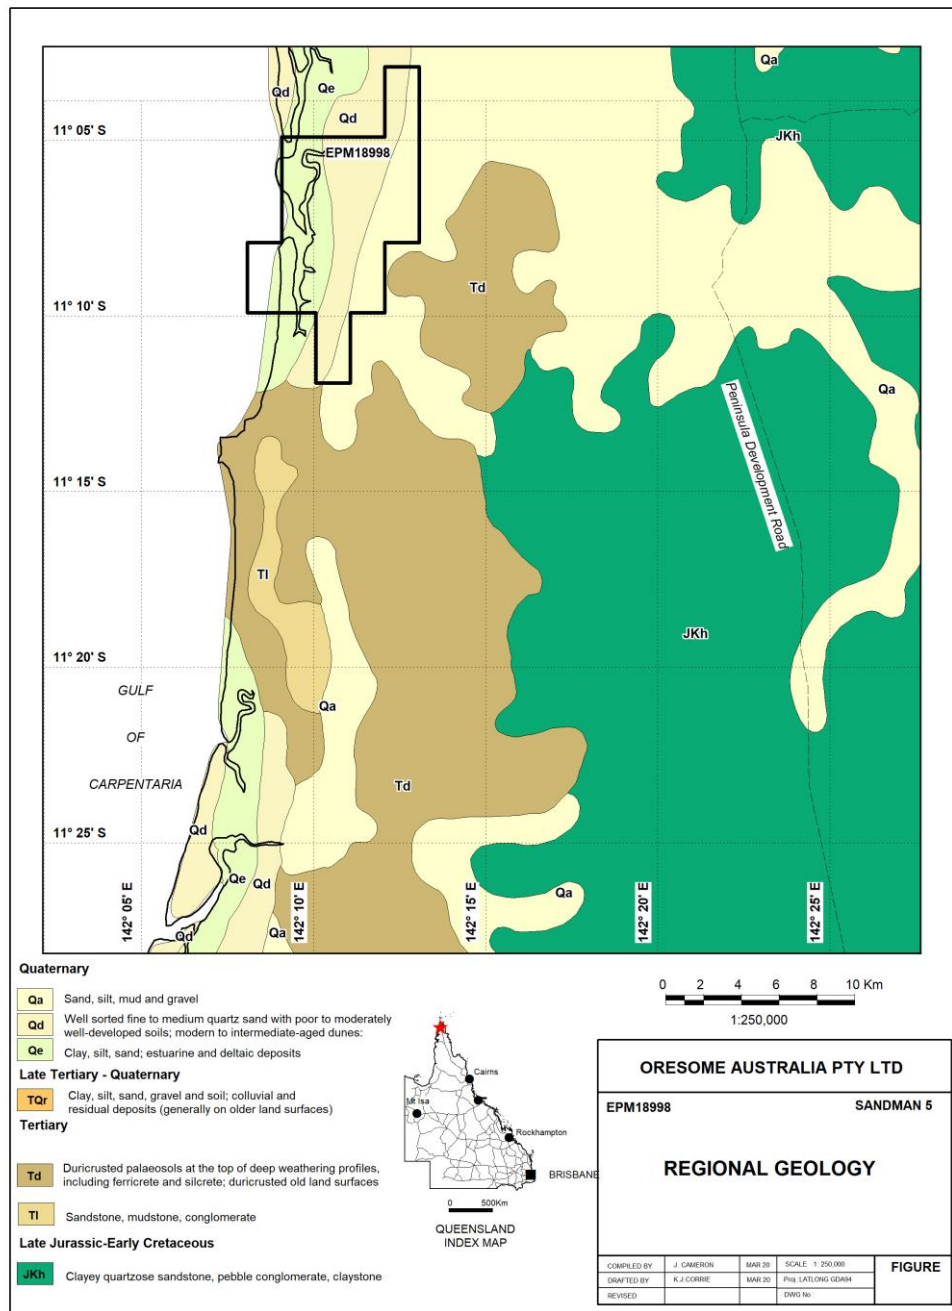 Qd
Qe
Qa
Qd
11° 05' S
JKh
EPM18998
Td
11° 10' S
Qa
Peninsula Development Road
11° 15' S
Tl
JKh
11° 20' S
GULF
OF
CARPENTARIA
Qa
Td
11° 25' S
Qd
Qe
Qd
Qa
Qd
Qa
142° 05' E
142° 10' E
142° 15' E
142° 20' E
142° 25' E
Quaternary
Qa Sand, silt, mud and gravel
Qd Well sorted fine to medium quartz sand with poor to moderately
well-developed soils; modern to intermediate-aged dunes:
Qe Clay, silt, sand; estuarine and deltaic deposits
Late Tertiary - Quaternary
TQr Clay, silt, sand, gravel and soil; colluvial and
residual deposits (generally on older land surfaces)
Tertiary
Td Duricrusted palaeosols at the top of deep weathering profiles,
including ferricrete and silcrete; duricrusted old land surfaces
Tl Sandstone, mudstone, conglomerate
Late Jurassic-Early Cretaceous
JKh Clayey quartzose sandstone, pebble conglomerate, claystone
Cairns
Mt Isa
Rockhampton
BRISBANE
0 500Km
QUEENSLAND
INDEX MAP
0 2 4 6 8 10 Km
1:250,000
ORESOME AUSTRALIA PTY LTD
EPM18998 SANDMAN 5
REGIONAL GEOLOGY
COMPILED BY J. CAMERON MAR 20 SCALE 1: 250,000 FIGURE
DRAFTED BY K.J.CORRIE MAR 20 Proj. LATLONG GDA94
REVISED DWG No :